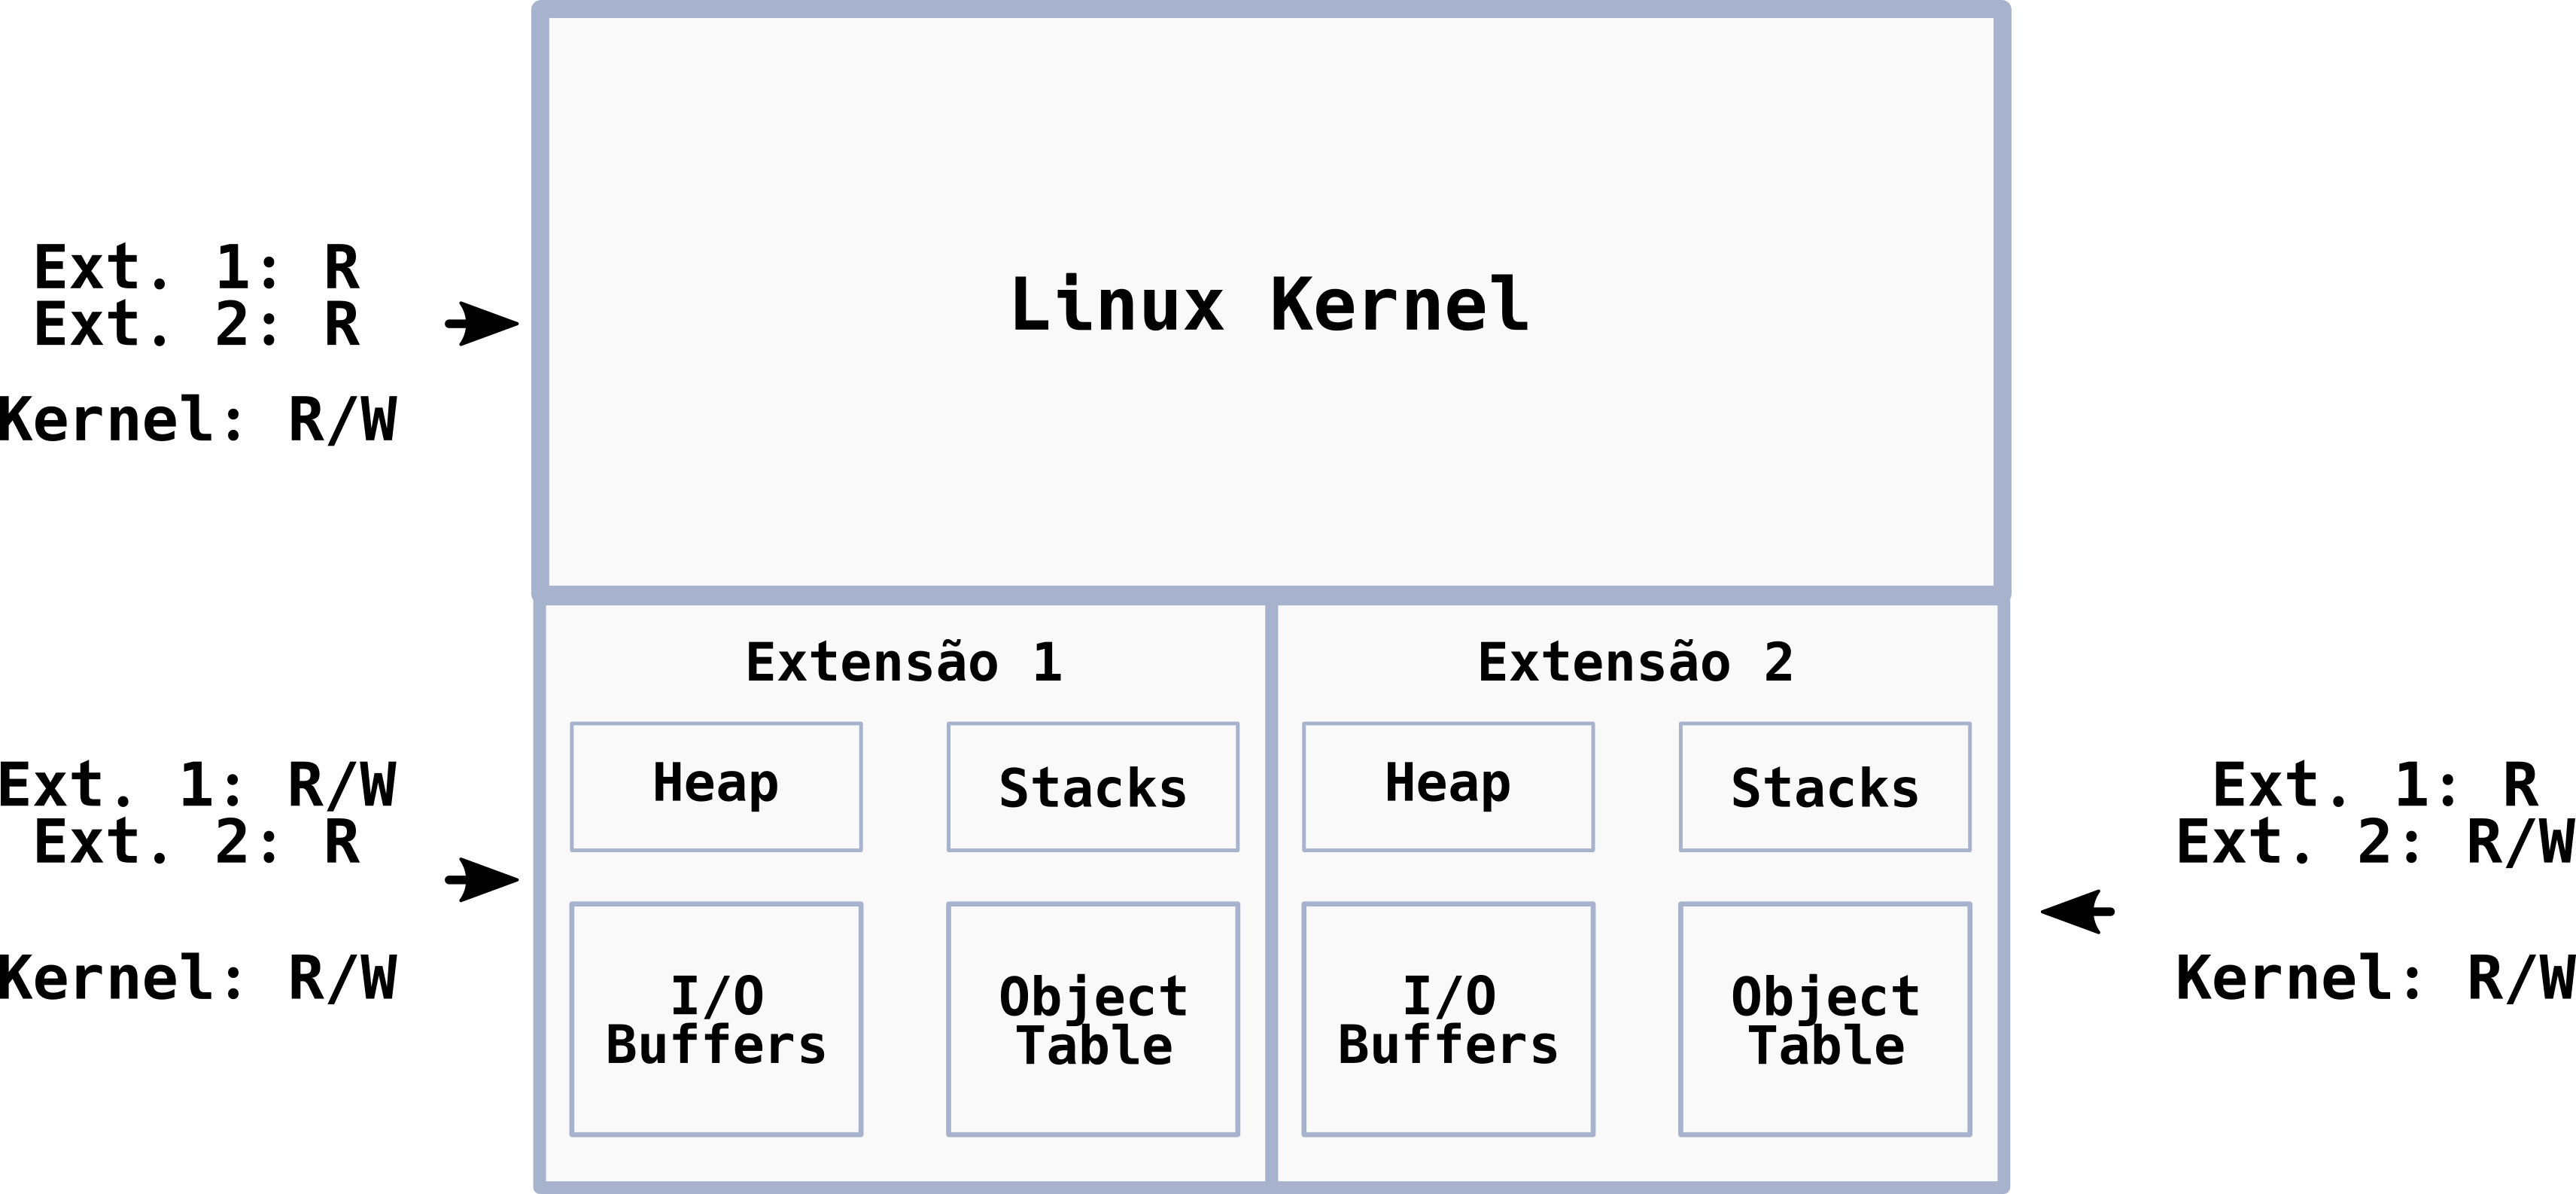 Ext. 1: R
Ext. 2: R
Kernel: R/W
Linux Kernel
Ext. 1: R/W
Ext. 2: R
Kernel: R/W
Extensão 1
Heap
Stacks
I/O
Buffers
Object
Table
Extensão 2
Heap
Stacks
I/O
Buffers
Object
Table
Ext. 1: R
Ext. 2: R/W
Kernel: R/W